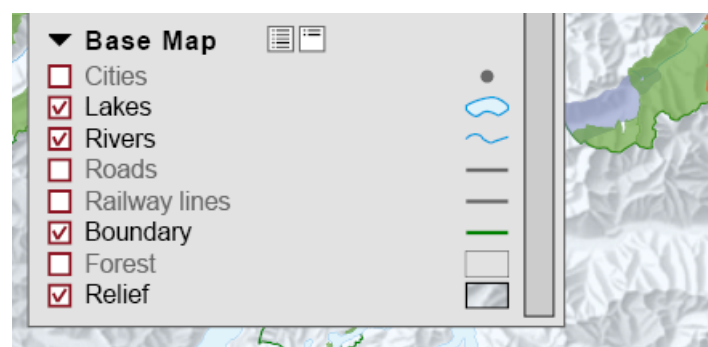 Base Map
Cities
Lakes
Rivers
Roads
Railway lines
Boundary
Forest
Relief